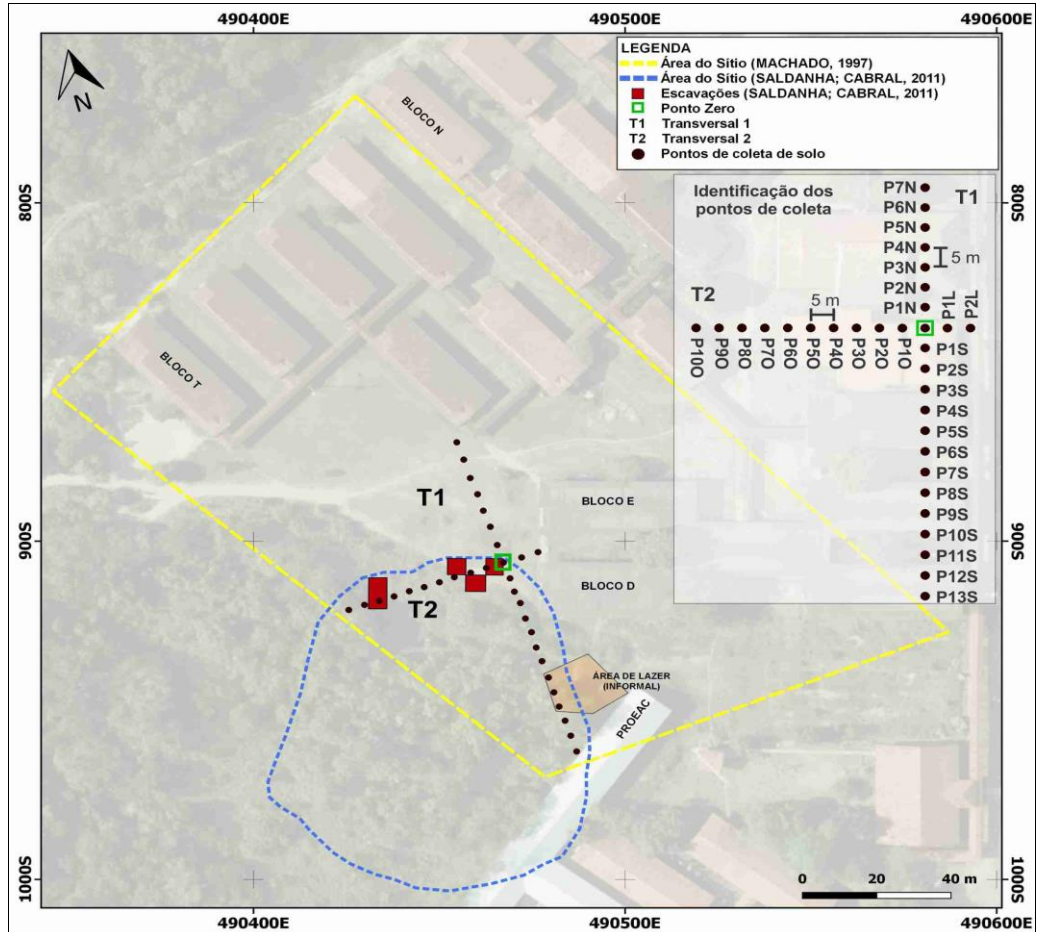 490400E
490500E
490600E
N
LEGENDA
Área do Sítio (MACHADO, 1997)
Área do Sítio (SALDANHA; CABRAL, 2011)
Escavações (SALDANHA; CABRAL, 2011)
Ponto Zero
T1 Transversal 1
T2 Transversal 2
Pontos de coleta de solo
BLOCO N
800S
800S
Identificação dos
pontos de coleta
T1
P7N
P6N
P5N
P4N
5 m
P3N
P2N
P1N
T2
5 m
P1L
P2L
P10O
P9O
P8O
P7O
P6O
P5O
P4O
P3O
P2O
P1O
P1S
P2S
P3S
P4S
P5S
P6S
P7S
P8S
P9S
P10S
P11S
P12S
P13S
BLOCO T
T1
BLOCO E
900S
900S
BLOCO D
T2
ÁREA DE LAZER
(INFORMAL)
PROEAC
1000S
1000S
0 20 40 m
490400E
490500E
490600E